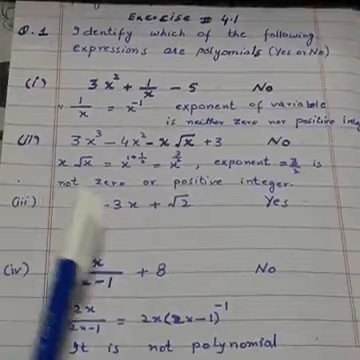 Exercise # 4.1
Q.1 Identify which of the following
expressions are polyomials (Yes or No)
(i) 3x² + 1/x - 5 No
1/x = x⁻¹ exponent of variable
is neither zero nor positive integ
(ii) 3x³ - 4x² - x√x + 3 No
x√x = x^(1+1/2) = x^(3/2), exponent = 3/2 is
not zero or positive integer.
(iii) -3x + √2 Yes
(iv) x/x-1 + 8 No
2x/2x-1 = 2x(2x-1)⁻¹
It is not polynomial